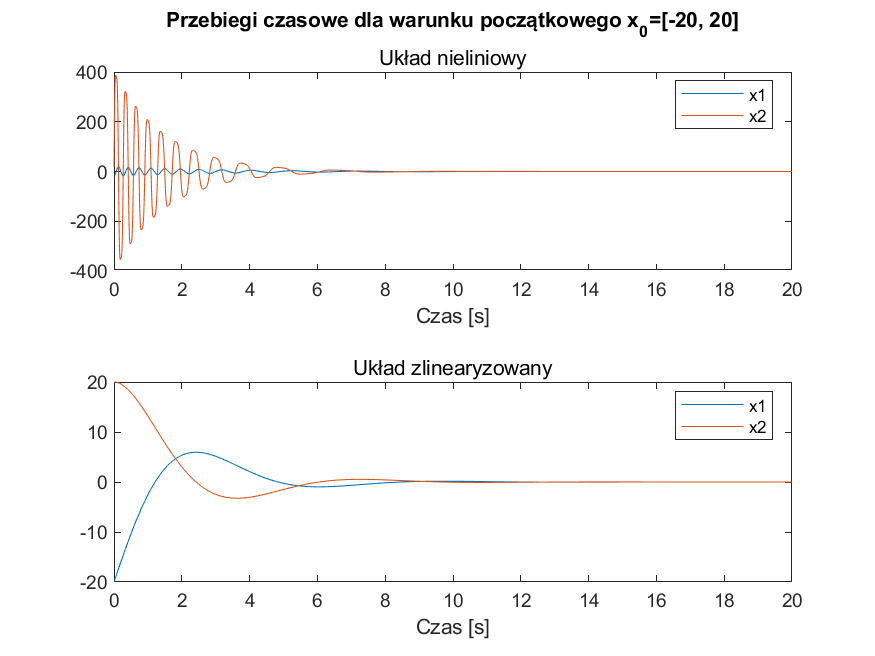 Przebiegi czasowe dla warunku początkowego x₀=[-20, 20]
Układ nieliniowy
400
200
0
-200
-400
x1
x2
0 2 4 6 8 10 12 14 16 18 20
Czas [s]
Układ zlinearyzowany
20
10
0
-10
-20
x1
x2
0 2 4 6 8 10 12 14 16 18 20
Czas [s]